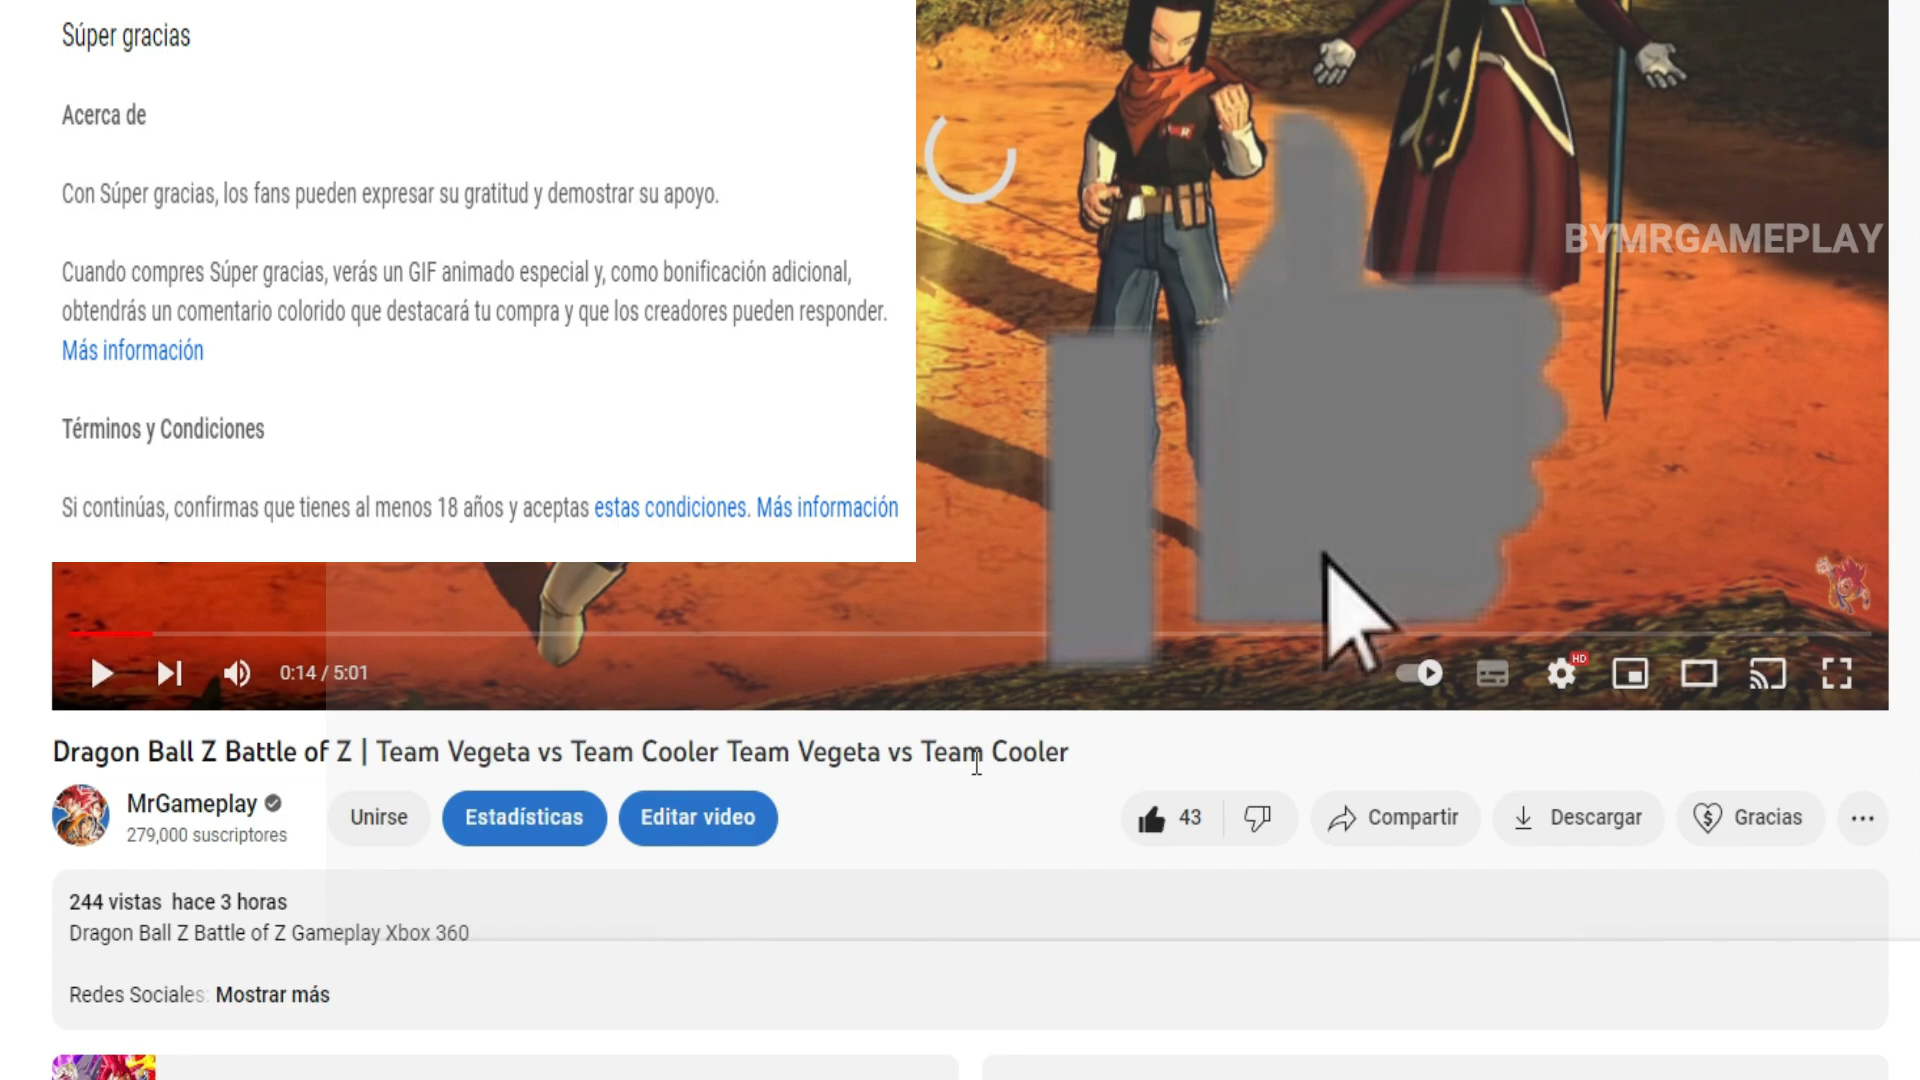 Súper gracias
Acerca de
Con Súper gracias, los fans pueden expresar su gratitud y demostrar su apoyo.
Cuando compres Súper gracias, verás un GIF animado especial y, como bonificación adicional,
obtendrás un comentario colorido que destacará tu compra y que los creadores pueden responder.
Más información
Términos y Condiciones
Si continúas, confirmas que tienes al menos 18 años y aceptas estas condiciones. Más información
BYMRGAMEPLAY
0:14 / 5:01
HD
Dragon Ball Z Battle of Z | Team Vegeta vs Team Cooler Team Vegeta vs Team Cooler
MrGameplay
279,000 suscriptores
Unirse
Estadísticas
Editar video
43
Compartir
Descargar
Gracias
244 vistas hace 3 horas
Dragon Ball Z Battle of Z Gameplay Xbox 360
Redes Sociales: Mostrar más